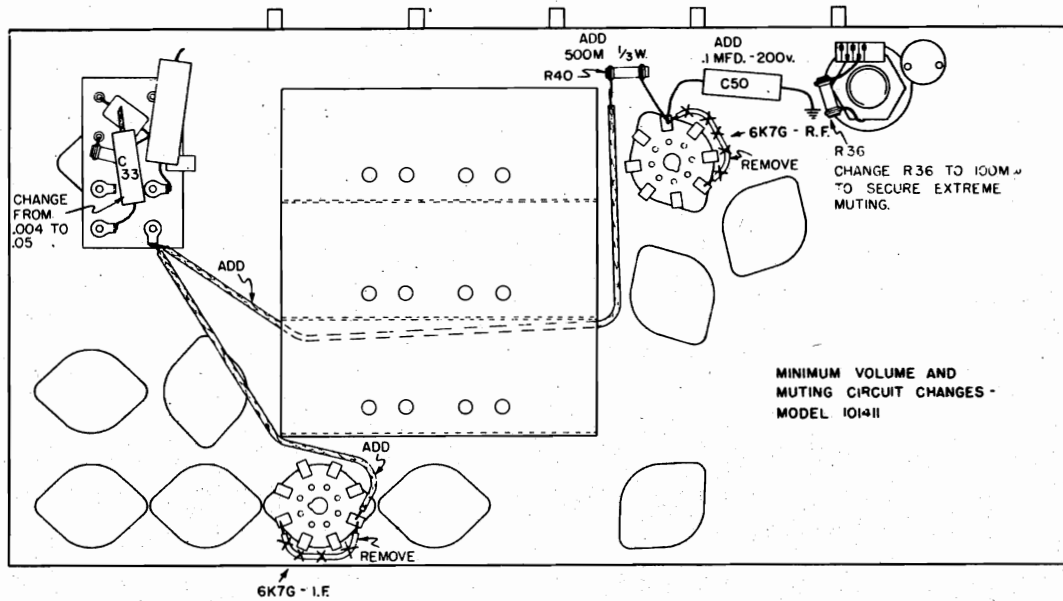 ADD
500M 1/3 W.
R40
ADD
.1 MFD. - 200v.
C50
6K7G - R.F.
REMOVE
R36
CHANGE R36 TO 100M
TO SECURE EXTREME
MUTING.
C
33
CHANGE
FROM
.004 TO
.05
ADD
MINIMUM VOLUME AND
MUTING CIRCUIT CHANGES -
MODEL 101411
ADD
REMOVE
6K7G - I.F.